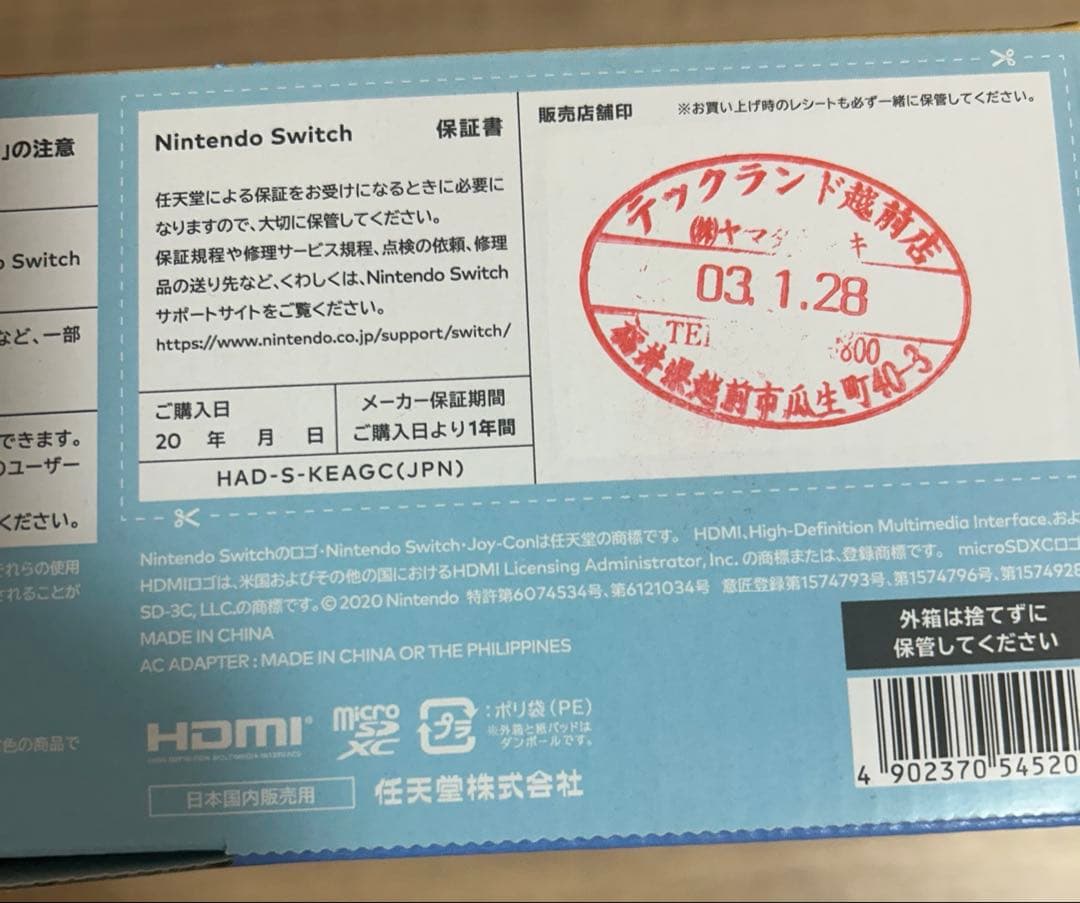 」の注意
Switch
など、一部
できます。
のユーザー
ください。
それらの使用
されることが
色の商品で
Nintendo Switch 保証書
任天堂による保証をお受けになるときに必要に
なりますので、大切に保管してください。
保証規程や修理サービス規程、点検の依頼、修理
品の送り先など、くわしくは、Nintendo Switch
サポートサイトをご覧ください。
https://www.nintendo.co.jp/support/switch/
ご購入日
20 年 月 日
メーカー保証期間
ご購入日より1年間
HAD-S-KEAGC(JPN)
販売店舗印 ※お買い上げ時のレシートも必ず一緒に保管してください。
テックランド越前店
㈱ヤマダ キ
03.1.28
TEL 800
福井県越前市瓜生町40-3
Nintendo Switchのロゴ・Nintendo Switch・Joy-Conは任天堂の商標です。 HDMI、High-Definition Multimedia Interface、およ
HDMIロゴは、米国およびその他の国におけるHDMI Licensing Administrator, Inc. の商標または、登録商標です。 microSDXCロゴ
SD-3C, LLC.の商標です。© 2020 Nintendo 特許第6074534号、第6121034号 意匠登録第1574793号、第1574796号、第1574928
MADE IN CHINA
AC ADAPTER : MADE IN CHINA OR THE PHILIPPINES
HDMI
micro SD XC
プラ
:ポリ袋(PE)
※外箱と紙パッドは
ダンボールです。
日本国内販売用
任天堂株式会社
外箱は捨てずに
保管してください
4 902370 54520